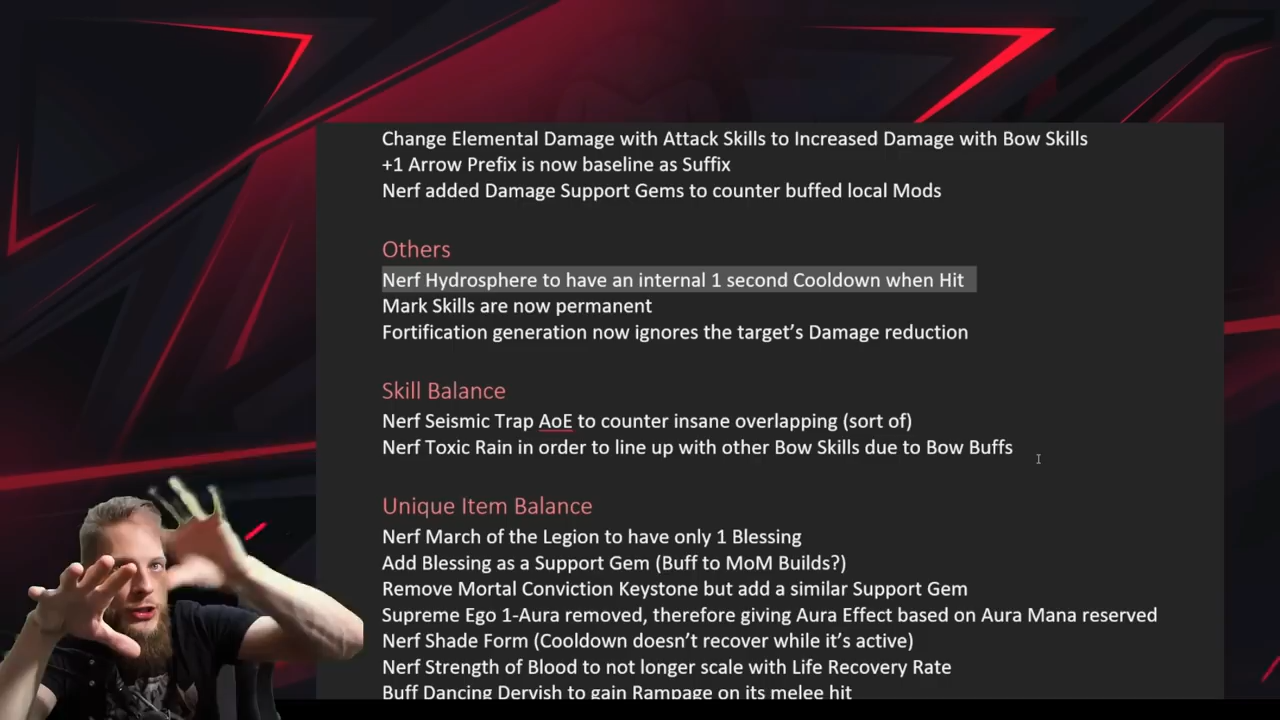 Change Elemental Damage with Attack Skills to Increased Damage with Bow Skills
+1 Arrow Prefix is now baseline as Suffix
Nerf added Damage Support Gems to counter buffed local Mods
Others
Nerf Hydrosphere to have an internal 1 second Cooldown when Hit
Mark Skills are now permanent
Fortification generation now ignores the target’s Damage reduction
Skill Balance
Nerf Seismic Trap AoE to counter insane overlapping (sort of)
Nerf Toxic Rain in order to line up with other Bow Skills due to Bow Buffs
Unique Item Balance
Nerf March of the Legion to have only 1 Blessing
Add Blessing as a Support Gem (Buff to MoM Builds?)
Remove Mortal Conviction Keystone but add a similar Support Gem
Supreme Ego 1-Aura removed, therefore giving Aura Effect based on Aura Mana reserved
Nerf Shade Form (Cooldown doesn’t recover while it’s active)
Nerf Strength of Blood to not longer scale with Life Recovery Rate
Buff Dancing Dervish to gain Rampage on its melee hit